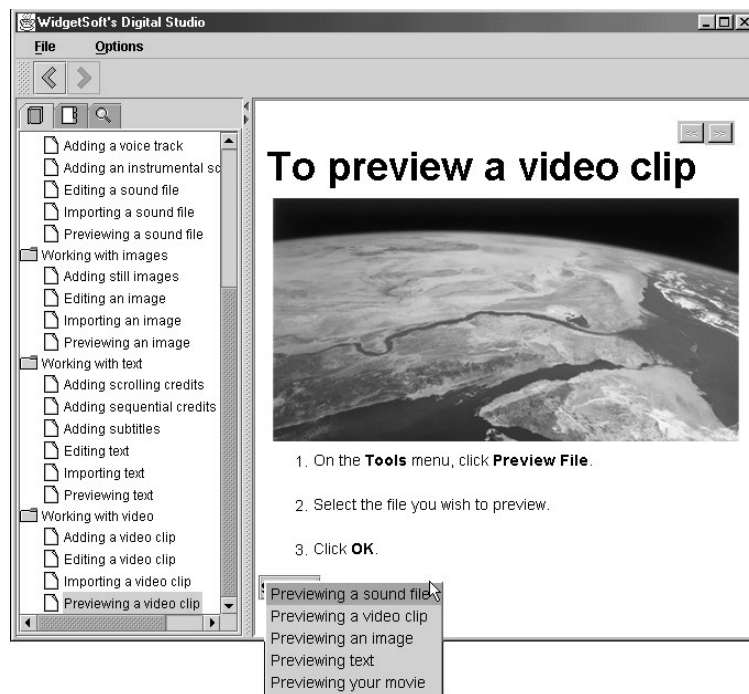 WidgetSoft's Digital Studio
File Options
Adding a voice track
Adding an instrumental sc
Editing a sound file
Importing a sound file
Previewing a sound file
Working with images
Adding still images
Editing an image
Importing an image
Previewing an image
Working with text
Adding scrolling credits
Adding sequential credits
Adding subtitles
Editing text
Importing text
Previewing text
Working with video
Adding a video clip
Editing a video clip
Importing a video clip
Previewing a video clip
<< >>
To preview a video clip
1. On the Tools menu, click Preview File.
2. Select the file you wish to preview.
3. Click OK.
Previewing a sound file
Previewing a video clip
Previewing an image
Previewing text
Previewing your movie